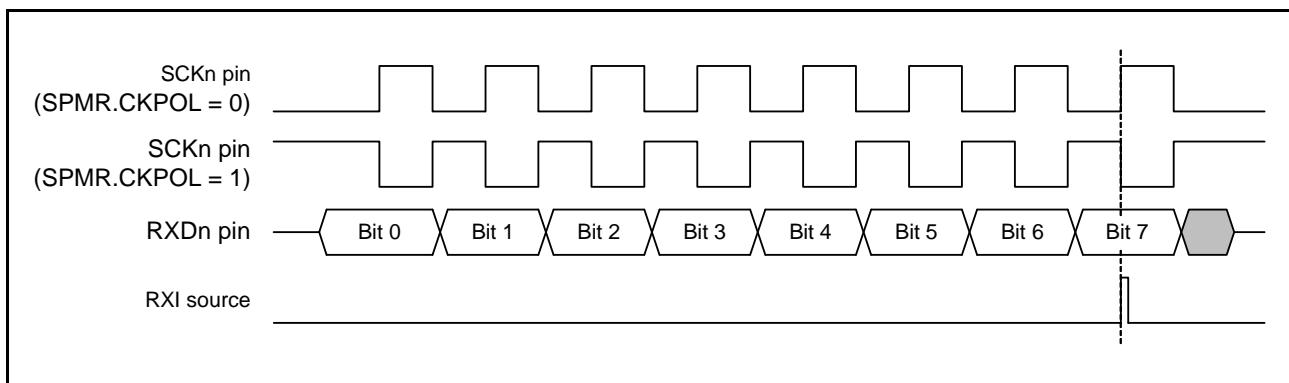 SCKn pin
(SPMR.CKPOL = 0)
SCKn pin
(SPMR.CKPOL = 1)
RXDn pin
Bit 0
Bit 1
Bit 2
Bit 3
Bit 4
Bit 5
Bit 6
Bit 7
RXI source